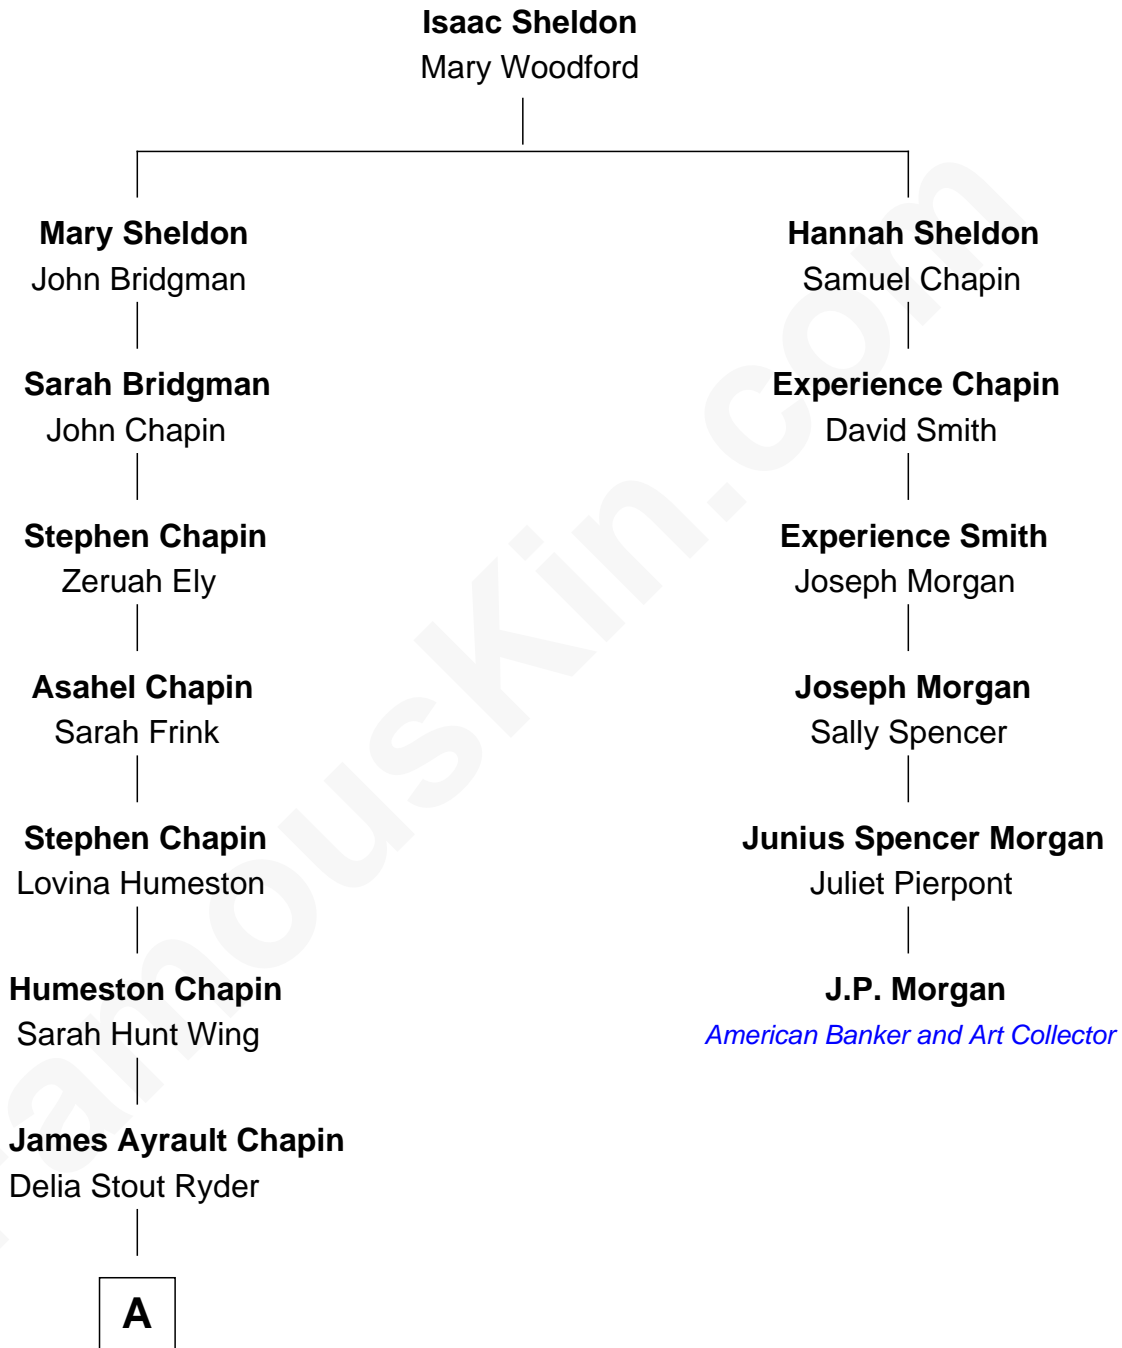 Isaac Sheldon
Mary Woodford
Mary Sheldon
John Bridgman
Hannah Sheldon
Samuel Chapin
Sarah Bridgman
John Chapin
Experience Chapin
David Smith
Stephen Chapin
Zeruah Ely
Experience Smith
Joseph Morgan
Asahel Chapin
Sarah Frink
Joseph Morgan
Sally Spencer
Stephen Chapin
Lovina Humeston
Junius Spencer Morgan
Juliet Pierpont
Humeston Chapin
Sarah Hunt Wing
J.P. Morgan
American Banker and Art Collector
James Ayrault Chapin
Delia Stout Ryder
A
FamousKin.com